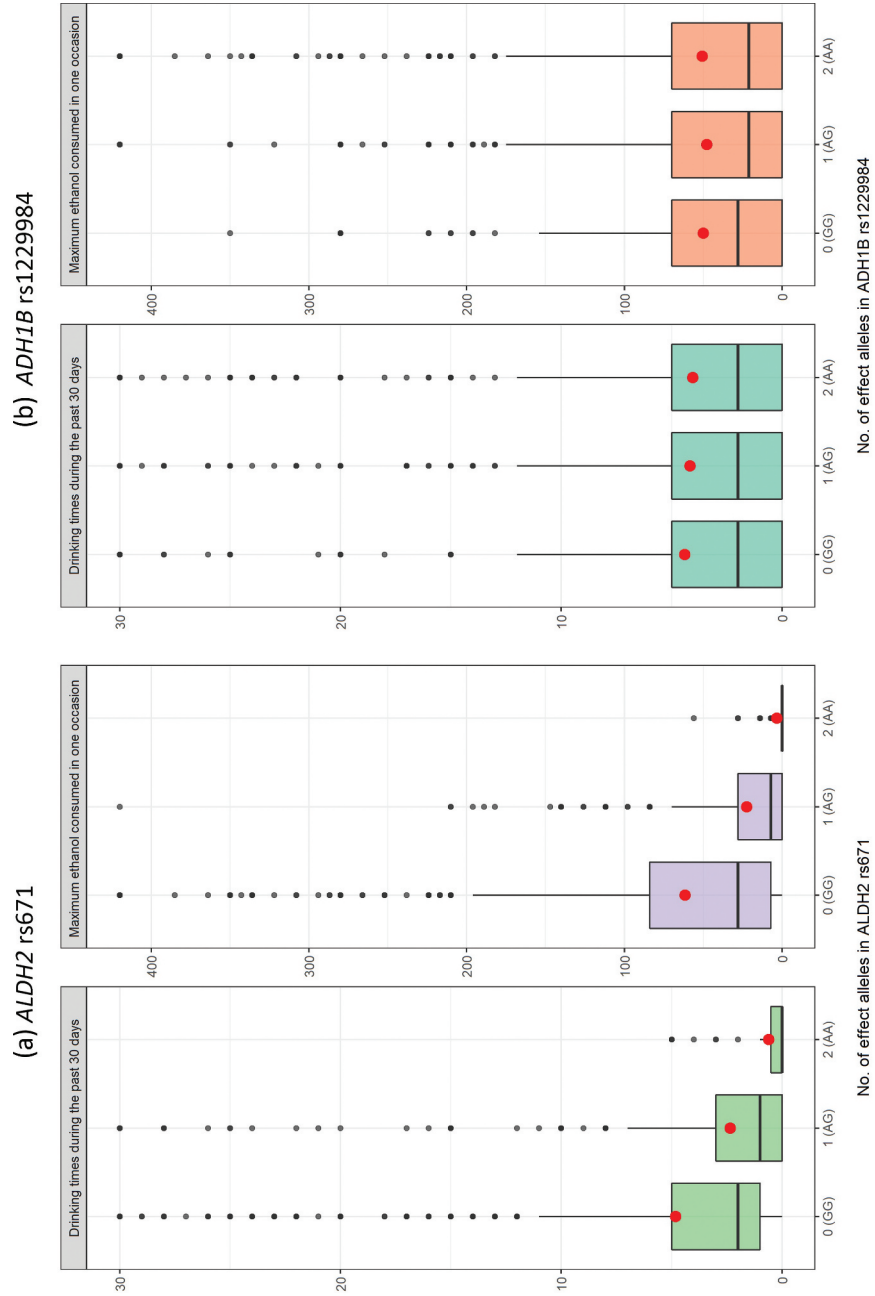 (a) ALDH2 rs671
Drinking times during the past 30 days
30
20
10
0
0 (GG)
1 (AG)
2 (AA)
Maximum ethanol consumed in one occasion
400
300
200
100
0
0 (GG)
1 (AG)
2 (AA)
No. of effect alleles in ALDH2 rs671
(b) ADH1B rs1229984
Drinking times during the past 30 days
30
20
10
0
0 (GG)
1 (AG)
2 (AA)
Maximum ethanol consumed in one occasion
400
300
200
100
0
0 (GG)
1 (AG)
2 (AA)
No. of effect alleles in ADH1B rs1229984